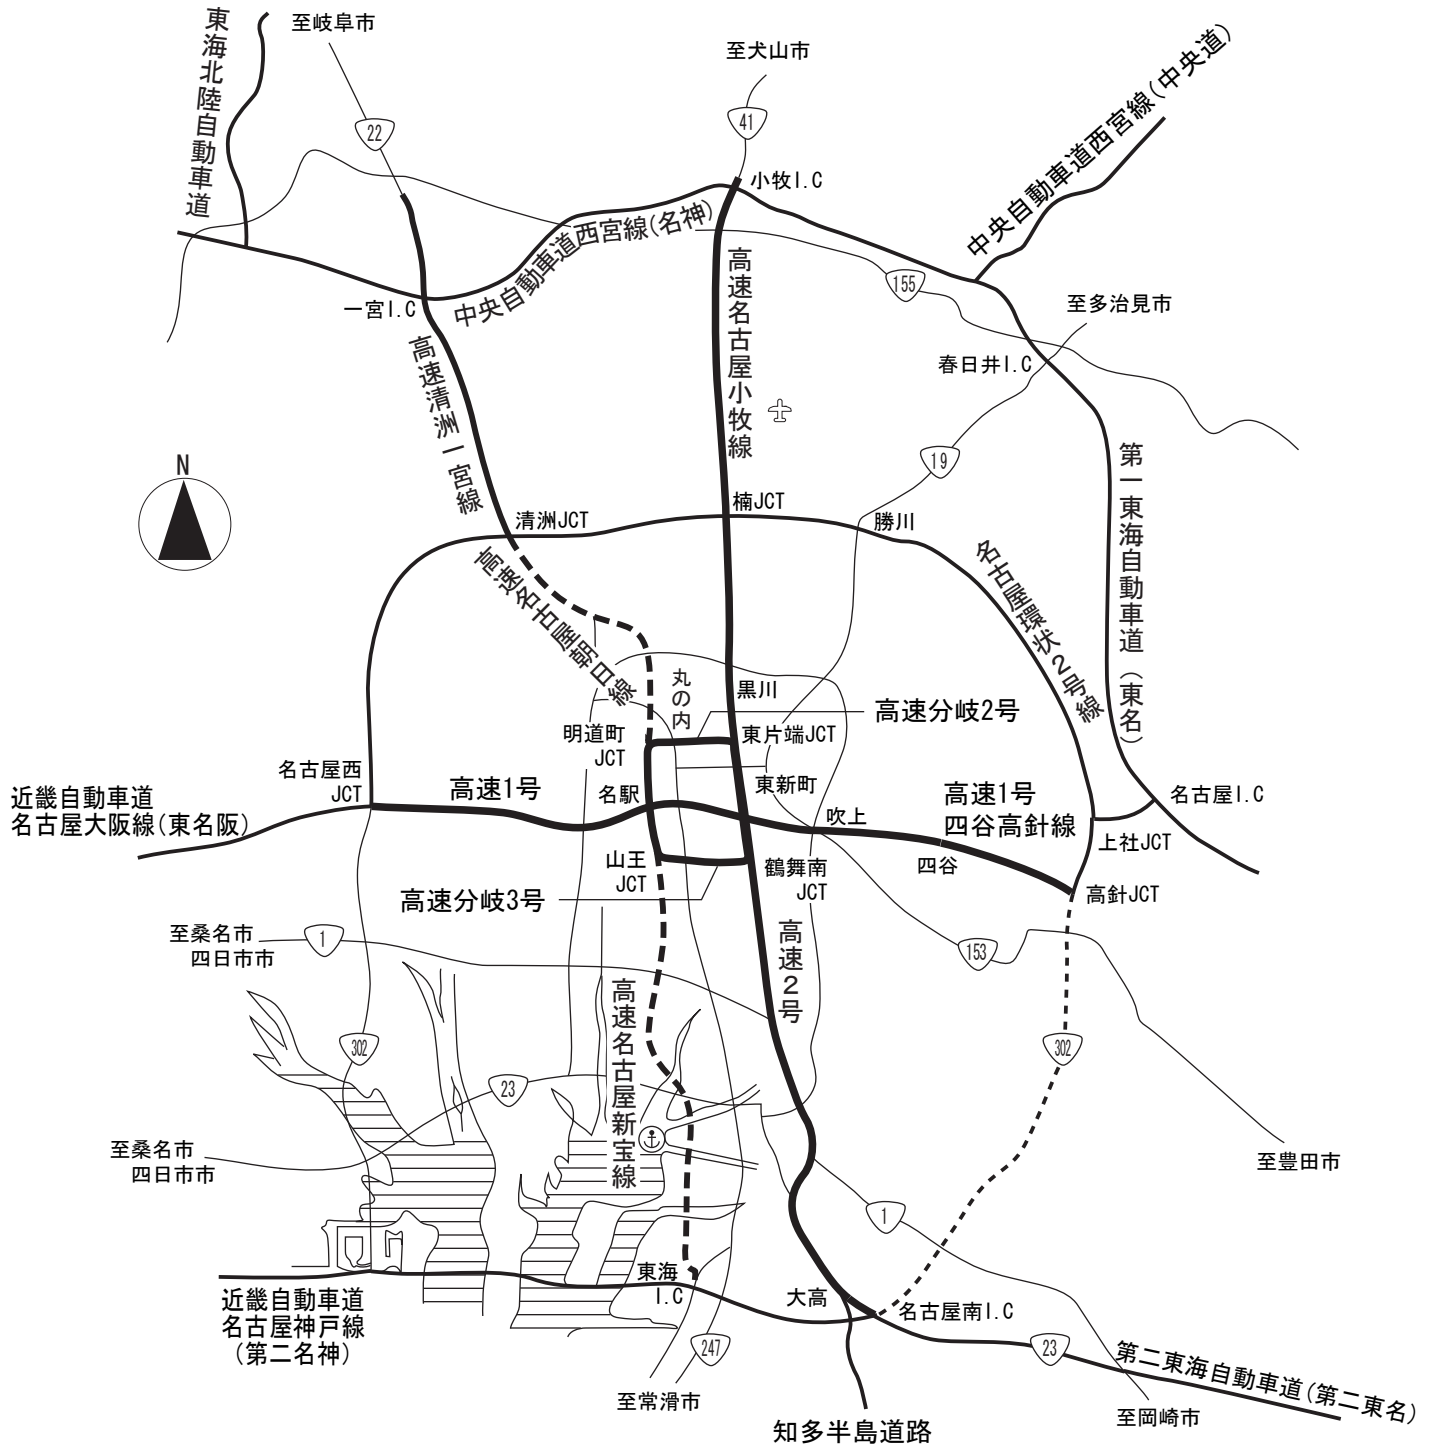 東海北陸自動車道
至岐阜市
至犬山市
22
41
小牧I.C
中央自動車道西宮線(中央道)
中央自動車道西宮線(名神)
155
一宮I.C
高速清洲一宮線
高速名古屋小牧線
至多治見市
春日井I.C
19
第一東海自動車道(東名)
N
清洲JCT
楠JCT
勝川
高速名古屋朝日線
名古屋環状2号線
丸の内
黒川
高速分岐2号
明道町
JCT
東片端JCT
名古屋西
JCT
高速1号
名駅
東新町
高速1号
四谷高針線
名古屋I.C
近畿自動車道
名古屋大阪線(東名阪)
吹上
四谷
上社JCT
山王
JCT
鶴舞南
JCT
高針JCT
高速分岐3号
至桑名市
四日市市
1
高速2号
153
高速名古屋新宝線
302
302
23
至桑名市
四日市市
至豊田市
1
東海
I.C
大高
名古屋南I.C
近畿自動車道
名古屋神戸線
(第二名神)
247
23
第二東海自動車道(第二東名)
至常滑市
至岡崎市
知多半島道路